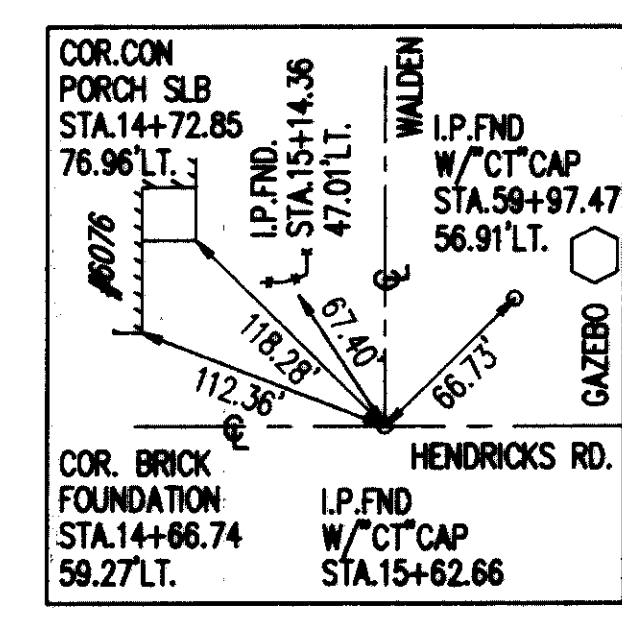 COR.CON
PORCH SLB
STA.14+72.85
76.96'LT.
I.P.FND.
STA.15+14.36
47.01'LT.
WALDEN
I.P.FND
W/"CT"CAP
STA.59+97.47
56.91'LT.
#6076
GAZEBO
118.28'
67.40'
112.36'
66.73'
HENDRICKS RD.
COR. BRICK
FOUNDATION
STA.14+66.74
59.27'LT.
I.P.FND
W/"CT"CAP
STA.15+62.66